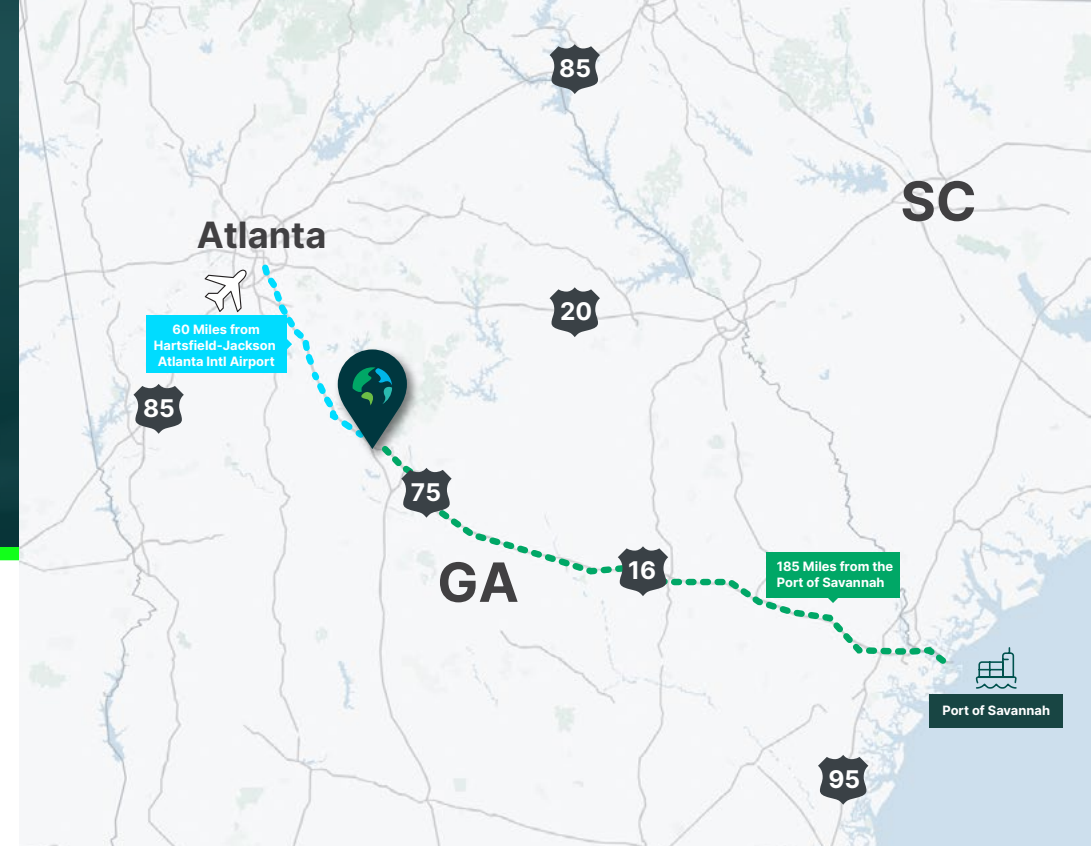 85
SC
Atlanta
20
60 Miles from
Hartsfield-Jackson
Atlanta Intl Airport
85
75
16
GA
185 Miles from the
Port of Savannah
Port of Savannah
95